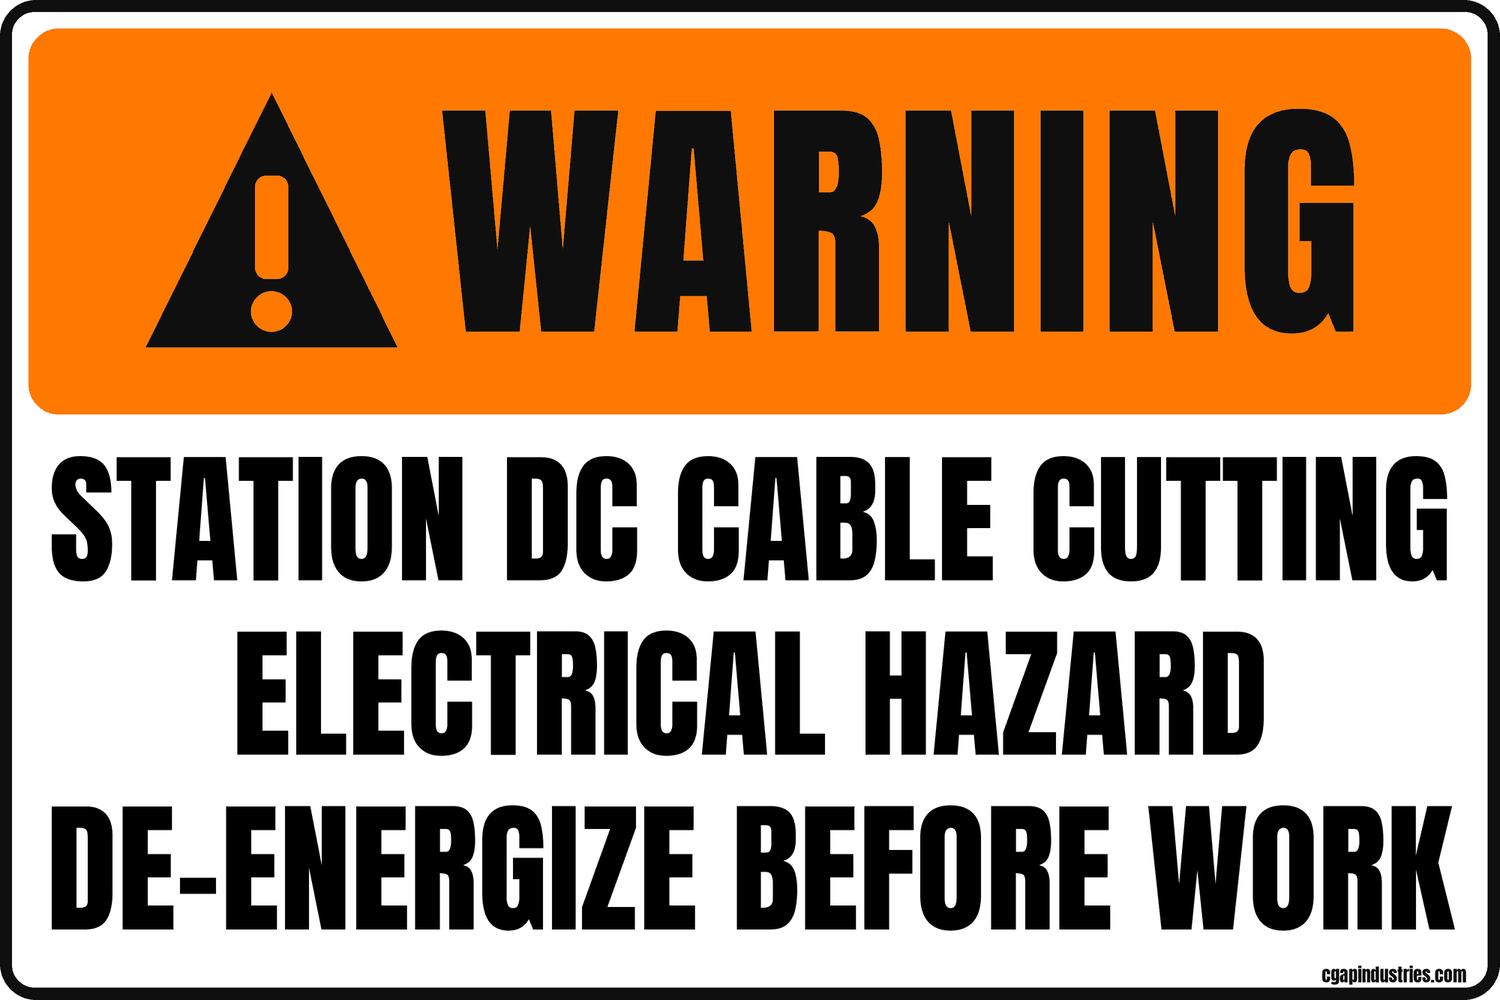 WARNING
STATION DC CABLE CUTTING
ELECTRICAL HAZARD
DE-ENERGIZE BEFORE WORK
cgapindustries.com